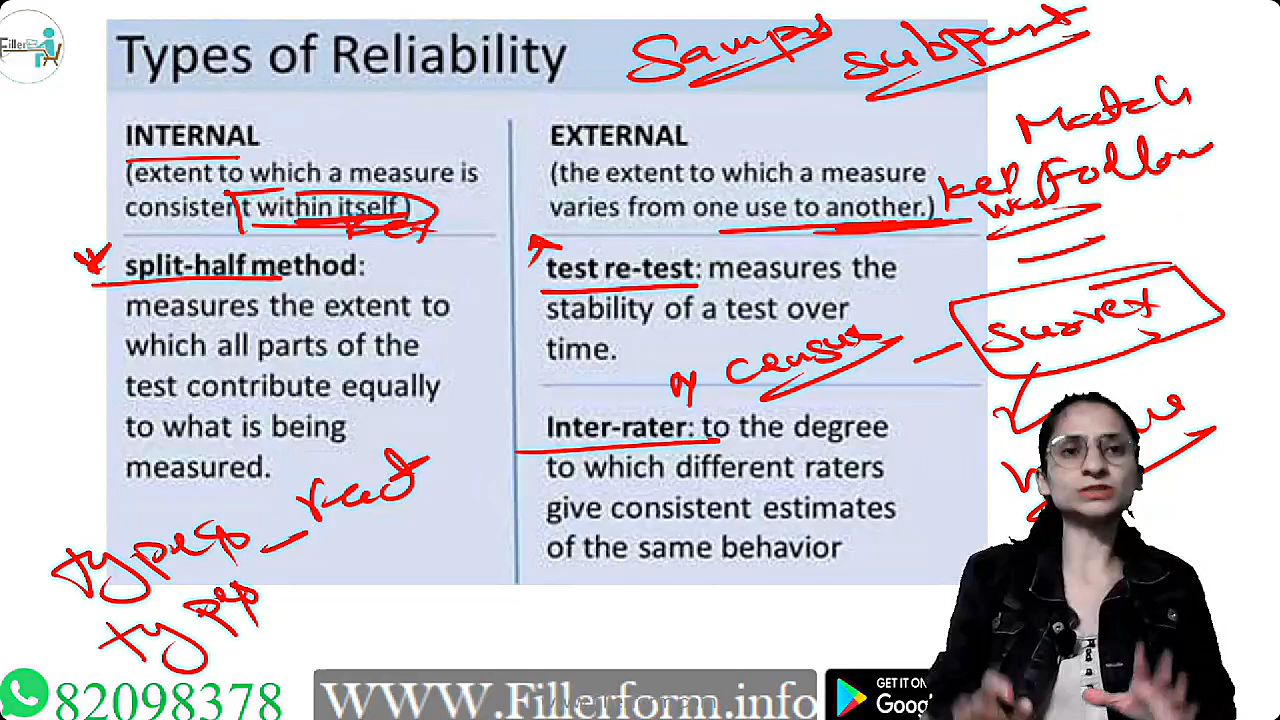 Filler
Types of Reliability
subpart
Match
Follow
INTERNAL
(extent to which a measure is
consistent within itself.)
split-half method:
measures the extent to
which all parts of the
test contribute equally
to what is being
measured.
EXTERNAL
(the extent to which a measure
varies from one use to another.)
test re-test: measures the
stability of a test over
time.
census
Inter-rater: to the degree
to which different raters
give consistent estimates
of the same behavior
82098378
WWW.Fillerform.info
GET IT ON
Goog